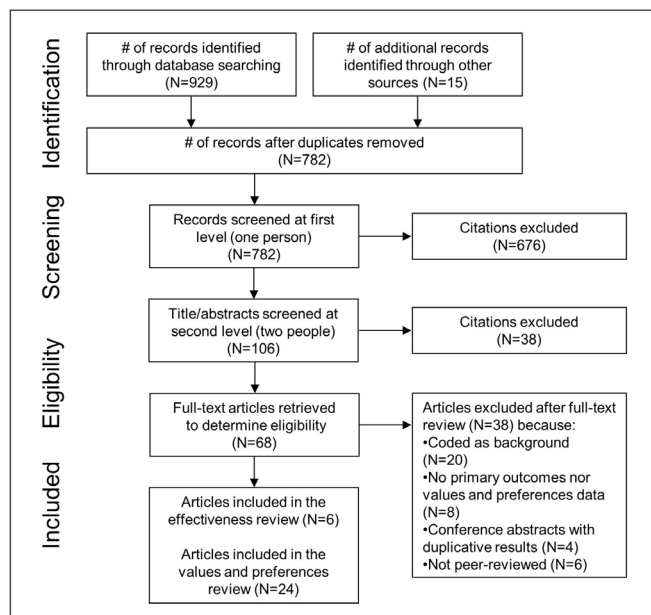 Identification
# of records identified
through database searching
(N=929)
# of additional records
identified through other
sources (N=15)
# of records after duplicates removed
(N=782)
Screening
Records screened at first
level (one person)
(N=782)
Citations excluded
(N=676)
Title/abstracts screened at
second level (two people)
(N=106)
Citations excluded
(N=38)
Eligibility
Full-text articles retrieved
to determine eligibility
(N=68)
Articles excluded after full-text
review (N=38) because:
•Coded as background
(N=20)
•No primary outcomes nor
values and preferences data
(N=8)
•Conference abstracts with
duplicative results (N=4)
•Not peer-reviewed (N=6)
Included
Articles included in the
effectiveness review (N=6)
Articles included in the
values and preferences
review (N=24)